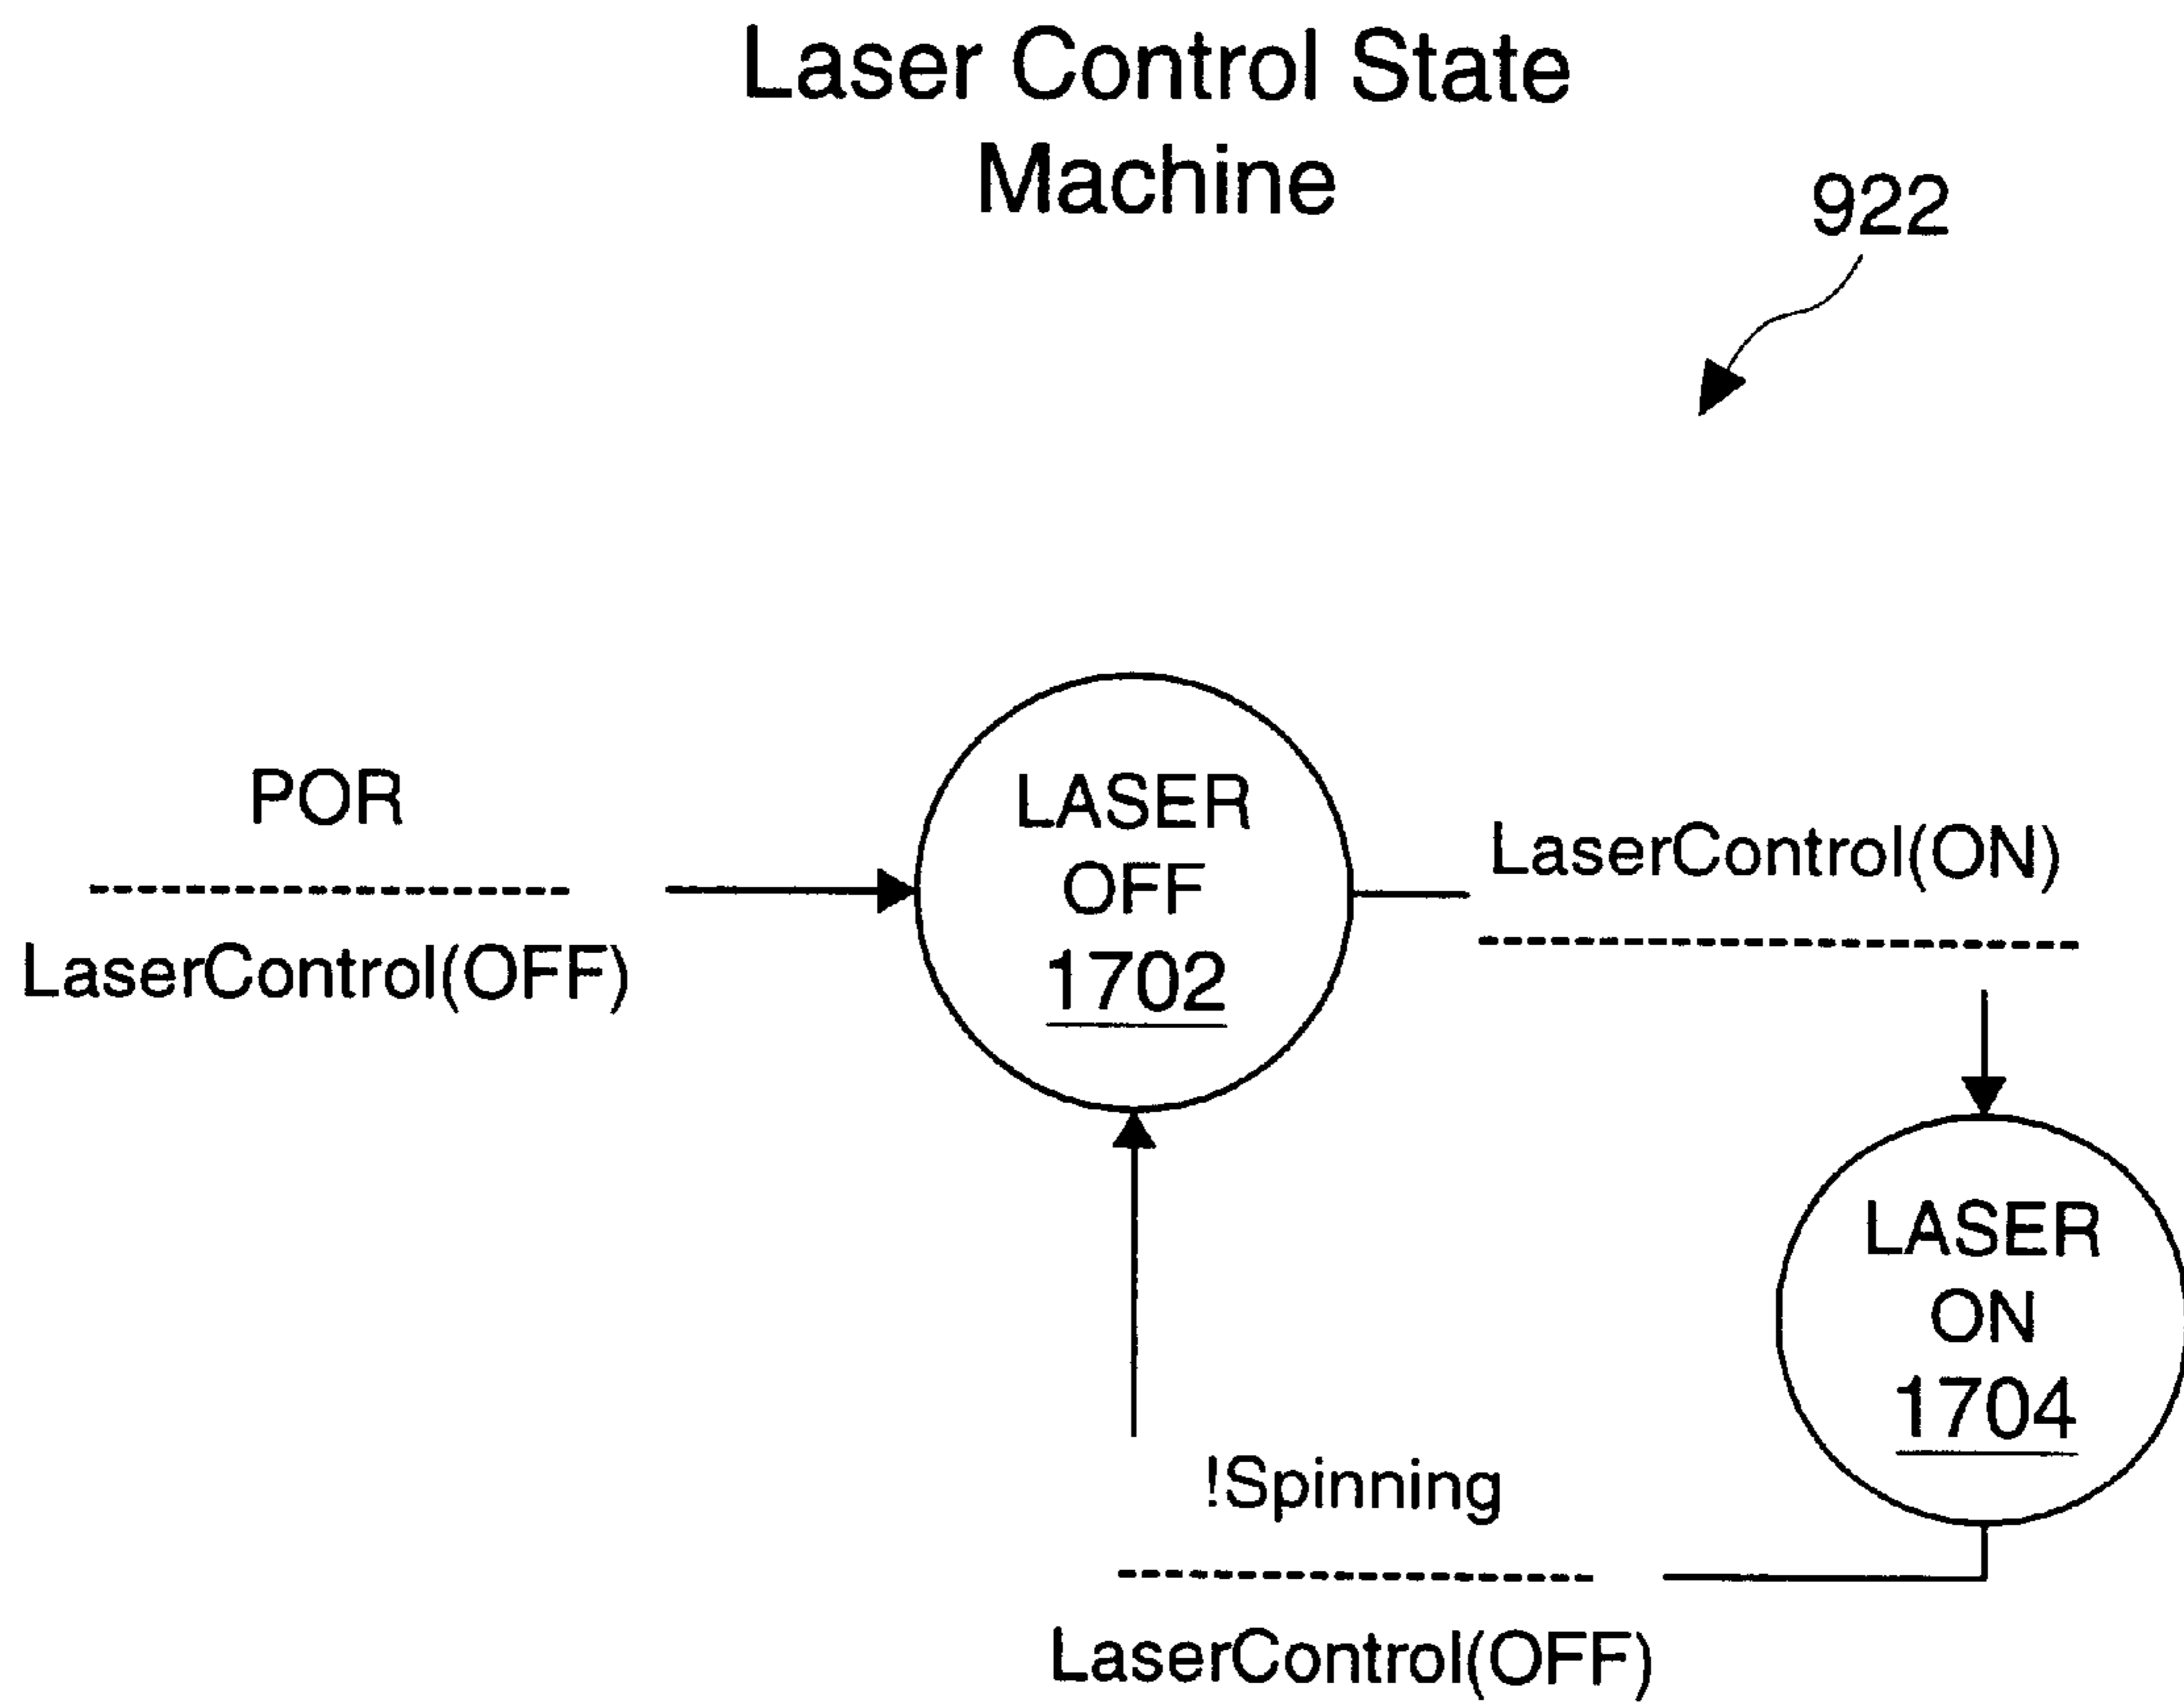 Laser Control State
Machine
922
POR
LaserControl(OFF)
LASER
OFF
1702
LaserControl(ON)
LASER
ON
1704
!Spinning
LaserControl(OFF)